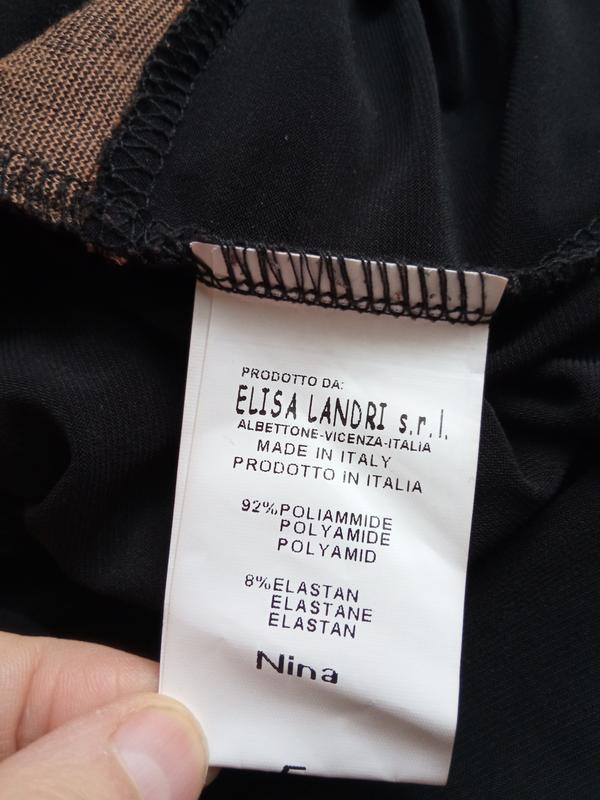 PRODOTTO DA:
ELISA LANDRI s.r.l.
ALBETTONE-VICENZA-ITALIA
MADE IN ITALY
PRODOTTO IN ITALIA
92%POLIAMMIDE
POLYAMIDE
POLYAMID
8%ELASTAN
ELASTANE
ELASTAN
Nina